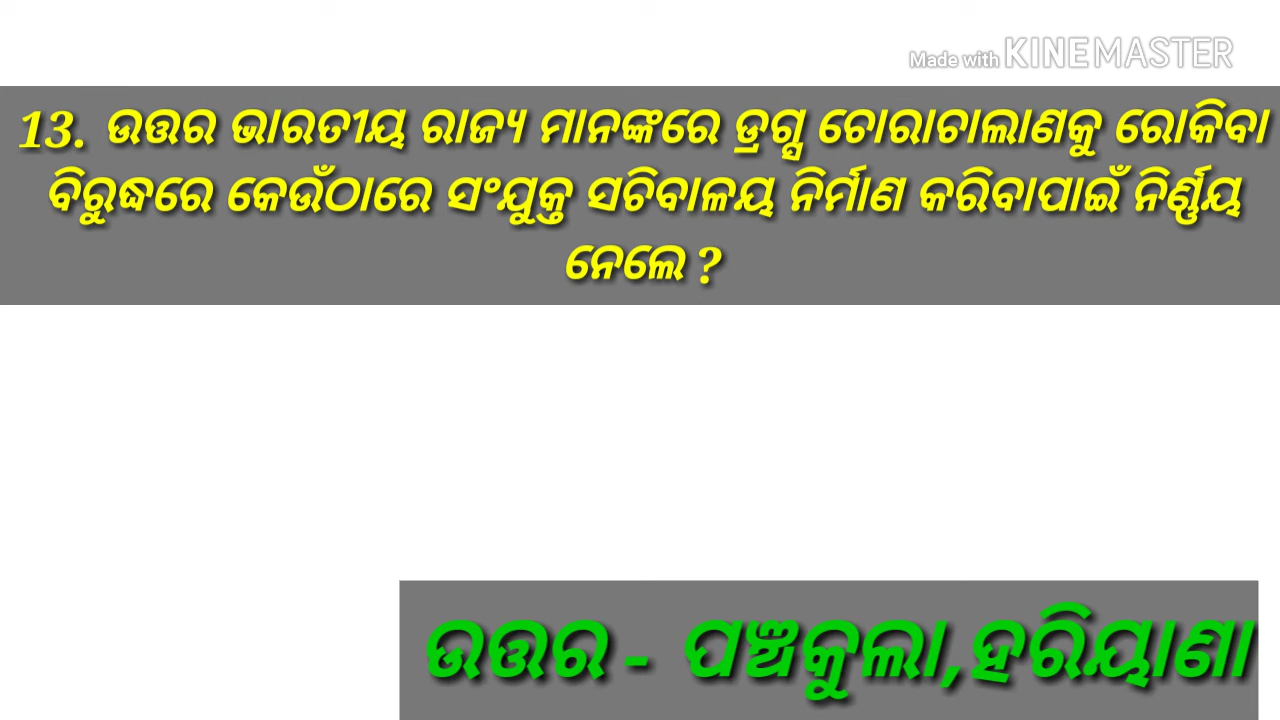 Made with KINEMASTER
13. ଉତ୍ତର ଭାରତୀୟ ରାଜ୍ୟ ମାନଙ୍କରେ ଡ୍ରଗ୍ସ ଚୋରାଚାଲାଣକୁ ରୋକିବା
ବିରୁଦ୍ଧରେ କେଉଁଠାରେ ସଂଯୁକ୍ତ ସଚିବାଳୟ ନିର୍ମାଣ କରିବାପାଇଁ ନିର୍ଣ୍ଣୟ
ନେଲେ ?
ଉତ୍ତର - ପଞ୍ଚକୁଲା,ହରିୟାଣା